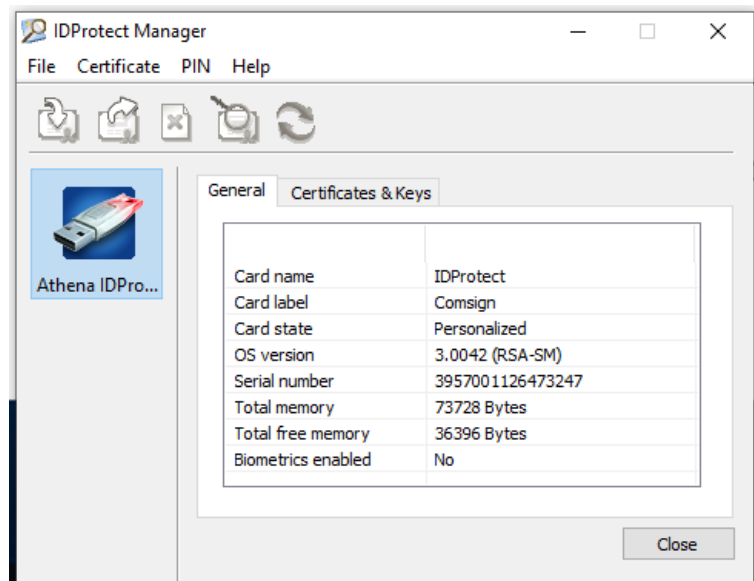 IDProtect Manager
File Certificate PIN Help
Athena IDPro...
General Certificates & Keys
Card name IDProtect
Card label Comsign
Card state Personalized
OS version 3.0042 (RSA-SM)
Serial number 3957001126473247
Total memory 73728 Bytes
Total free memory 36396 Bytes
Biometrics enabled No
Close